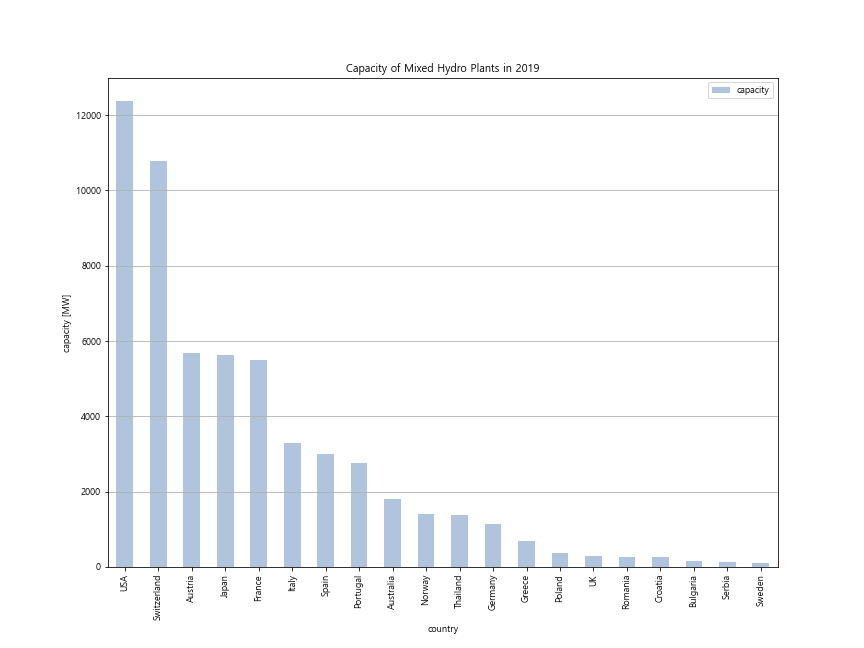 Capacity of Mixed Hydro Plants in 2019
capacity
12000
10000
8000
6000
4000
2000
0
capacity [MW]
USA
Switzerland
Austria
Japan
France
Italy
Spain
Portugal
Australia
Norway
Thailand
Germany
Greece
Poland
UK
Romania
Croatia
Bulgaria
Serbia
Sweden
country